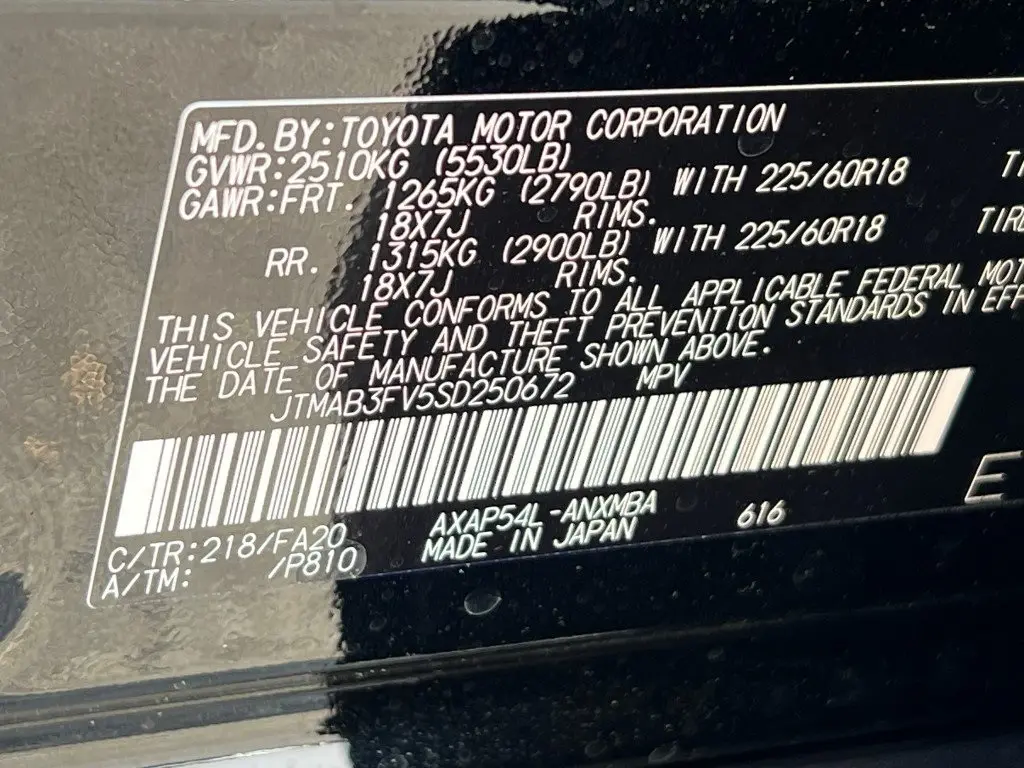 MFD. BY: TOYOTA MOTOR CORPORATION
GVWR: 2510KG (5530LB)
GAWR: FRT. 1265KG (2790LB) WITH 225/60R18
18X7J RIMS.
RR. 1315KG (2900LB) WITH 225/60R18
18X7J RIMS.
THIS VEHICLE CONFORMS TO ALL APPLICABLE FEDERAL
VEHICLE SAFETY AND THEFT PREVENTION STANDARDS IN
THE DATE OF MANUFACTURE SHOWN ABOVE.
JTMAB3FV5SD250672 MPV
C/TR: 218/FA20 AXAP54L-ANXMBA 616
A/TM: /P810 MADE IN JAPAN
E